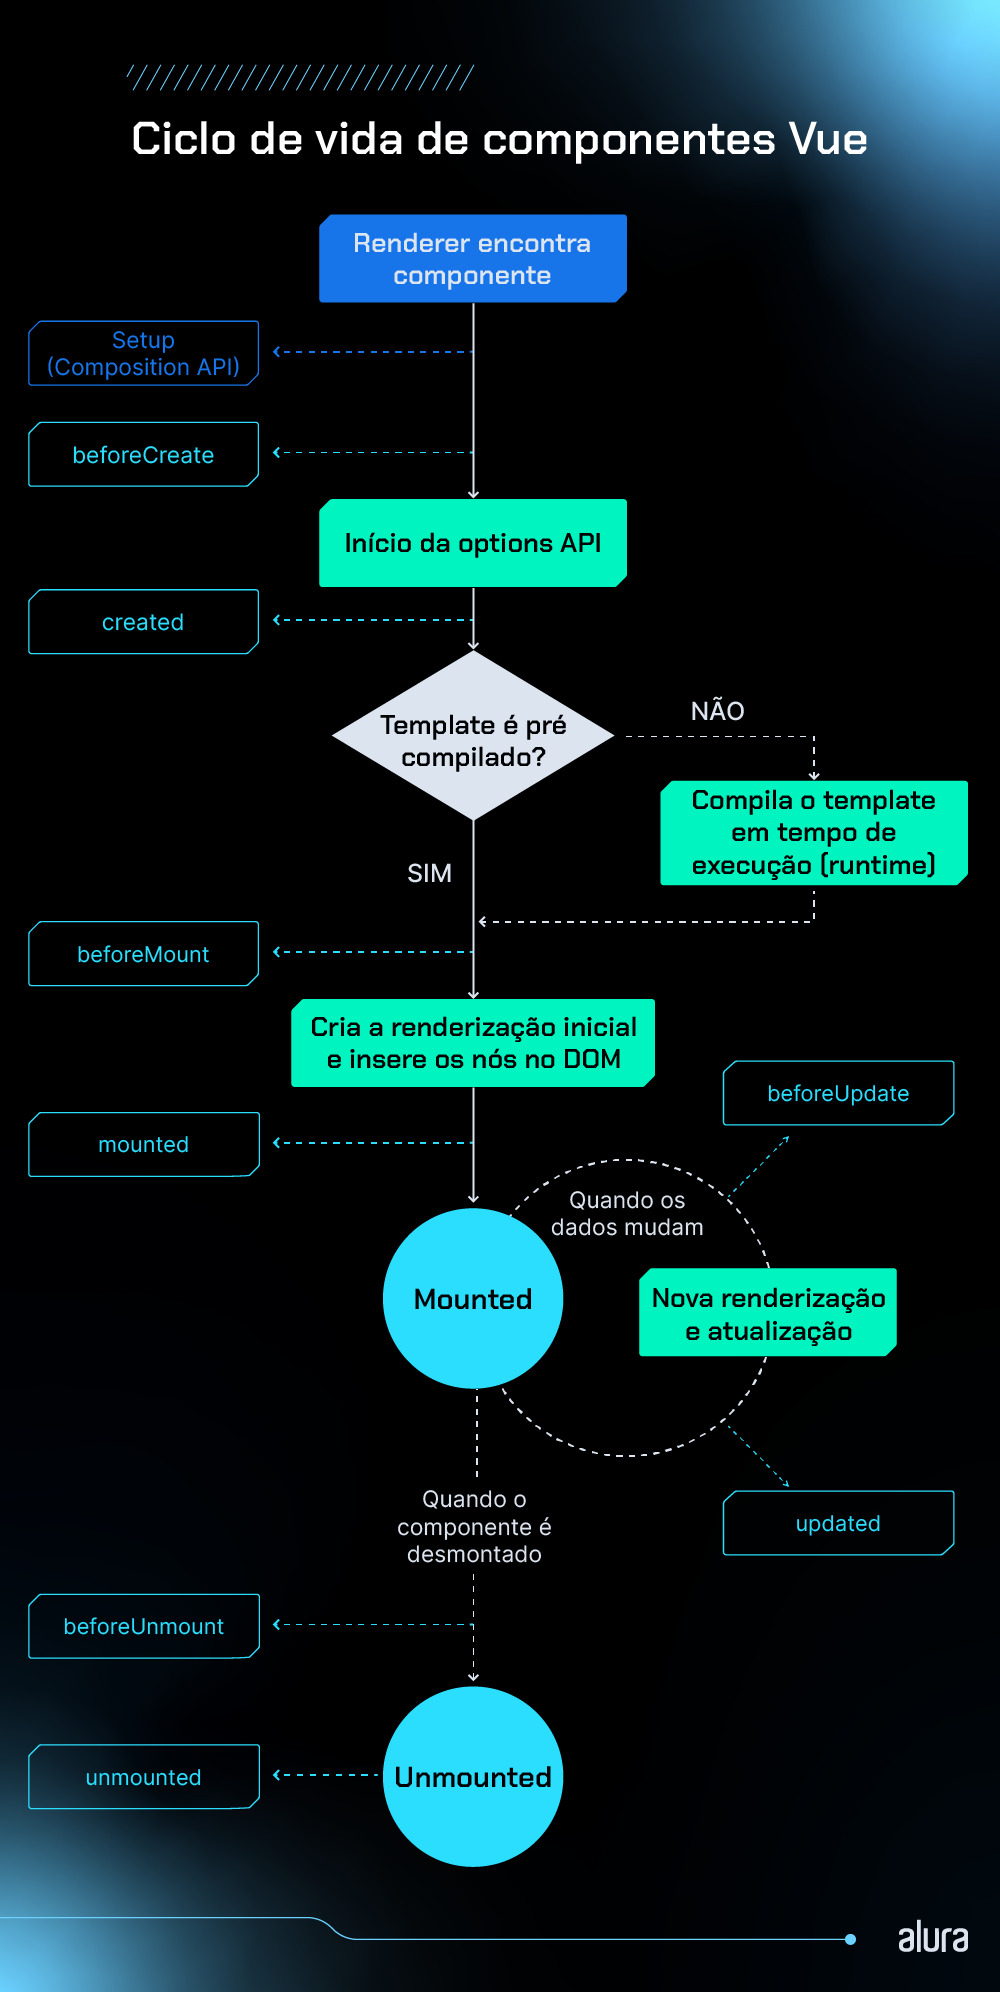 Ciclo de vida de componentes Vue
Renderer encontra
componente
Setup
(Composition API)
beforeCreate
Início da options API
created
Template é pré
compilado?
NÃO
Compila o template
em tempo de
execução (runtime)
SIM
beforeMount
Cria a renderização inicial
e insere os nós no DOM
beforeUpdate
mounted
Quando os
dados mudam
Mounted
Nova renderização
e atualização
Quando o
componente é
desmontado
updated
beforeUnmount
unmounted
Unmounted
alura